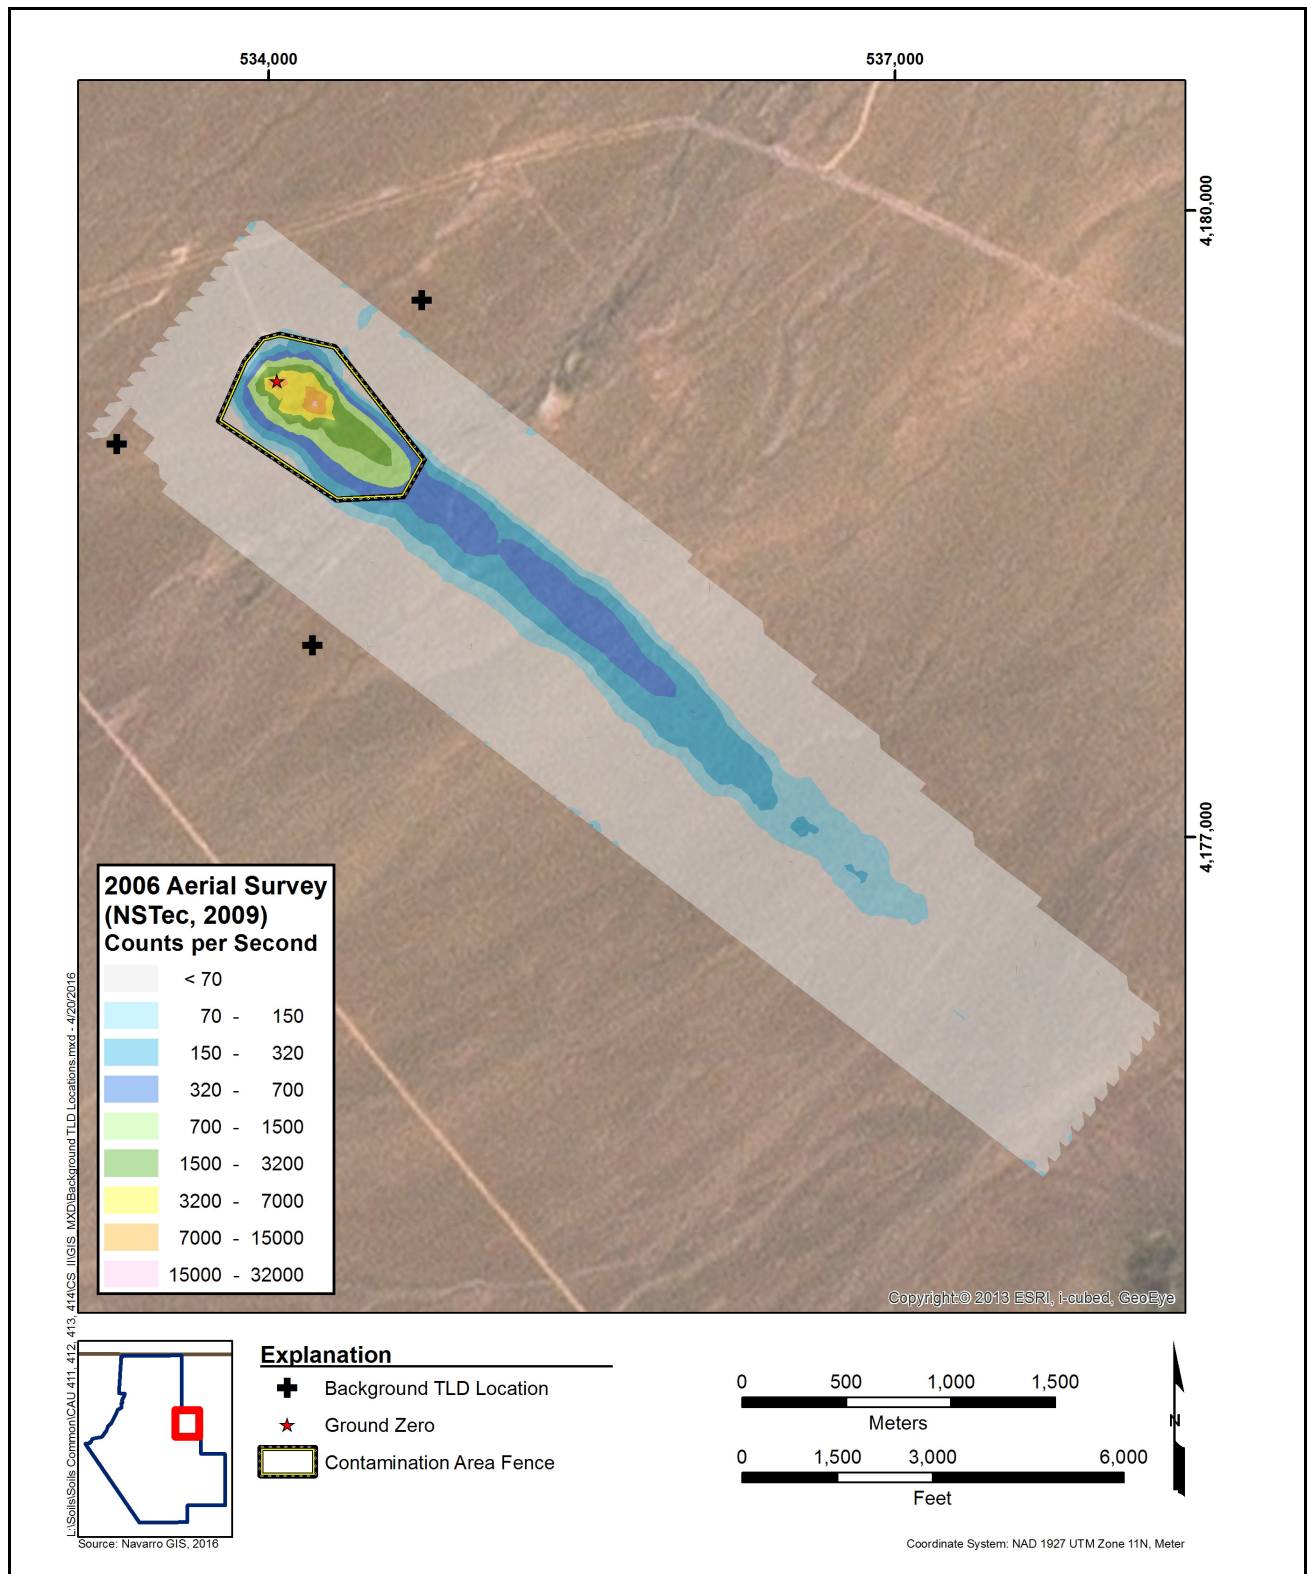 534,000
537,000
4,180,000
4,177,000
2006 Aerial Survey
(NSTec, 2009)
Counts per Second
< 70
70 - 150
150 - 320
320 - 700
700 - 1500
1500 - 3200
3200 - 7000
7000 - 15000
15000 - 32000
Copyright:© 2013 ESRI, i-cubed, GeoEye
L:\Soils\Soils Common\CAU 411, 412, 413, 414\CS II\GIS MXD\Background TLD Locations.mxd - 4/20/2016
Explanation
Background TLD Location
Ground Zero
Contamination Area Fence
0 500 1,000 1,500
Meters
0 1,500 3,000 6,000
Feet
N
Source: Navarro GIS, 2016
Coordinate System: NAD 1927 UTM Zone 11N, Meter